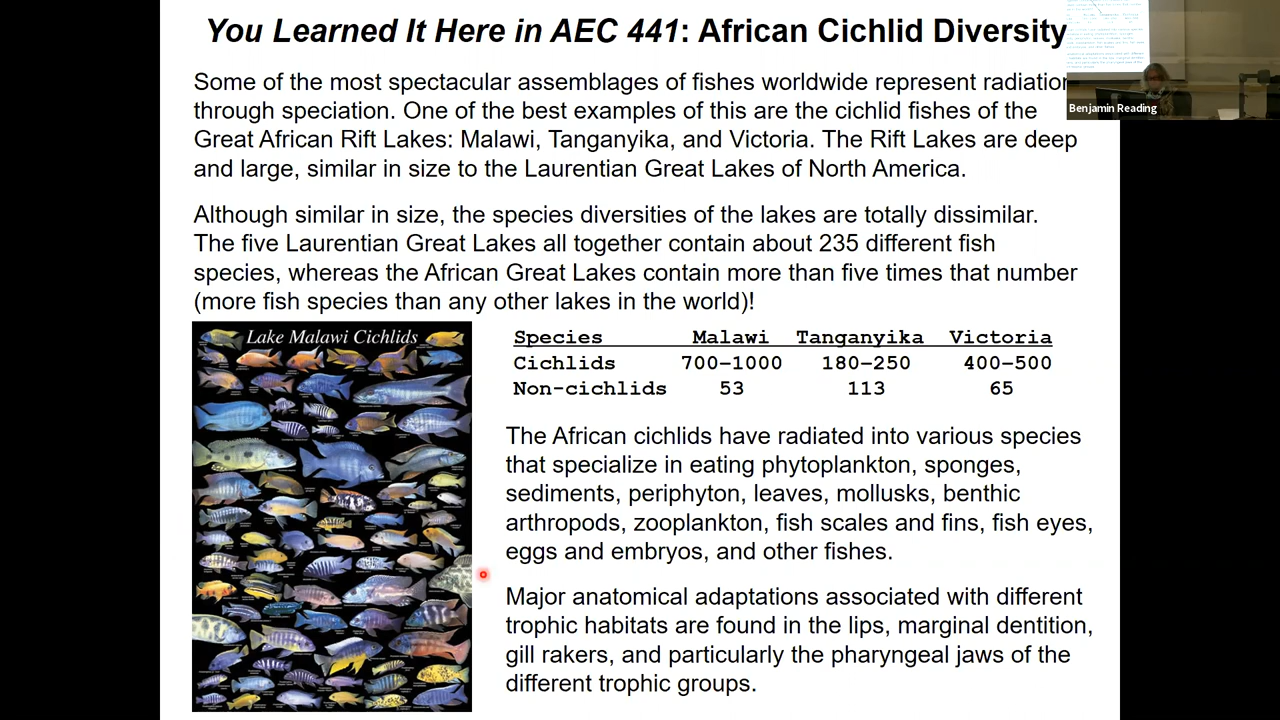 You Learned it Here in AEC 441: African Cichlid Diversity
Benjamin Reading
Some of the most spectacular assemblages of fishes worldwide represent radiation
through speciation. One of the best examples of this are the cichlid fishes of the
Great African Rift Lakes: Malawi, Tanganyika, and Victoria. The Rift Lakes are deep
and large, similar in size to the Laurentian Great Lakes of North America.
Although similar in size, the species diversities of the lakes are totally dissimilar.
The five Laurentian Great Lakes all together contain about 235 different fish
species, whereas the African Great Lakes contain more than five times that number
(more fish species than any other lakes in the world)!
Lake Malawi Cichlids
Species Malawi Tanganyika Victoria
Cichlids 700–1000 180–250 400–500
Non-cichlids 53 113 65
The African cichlids have radiated into various species
that specialize in eating phytoplankton, sponges,
sediments, periphyton, leaves, mollusks, benthic
arthropods, zooplankton, fish scales and fins, fish eyes,
eggs and embryos, and other fishes.
Major anatomical adaptations associated with different
trophic habitats are found in the lips, marginal dentition,
gill rakers, and particularly the pharyngeal jaws of the
different trophic groups.